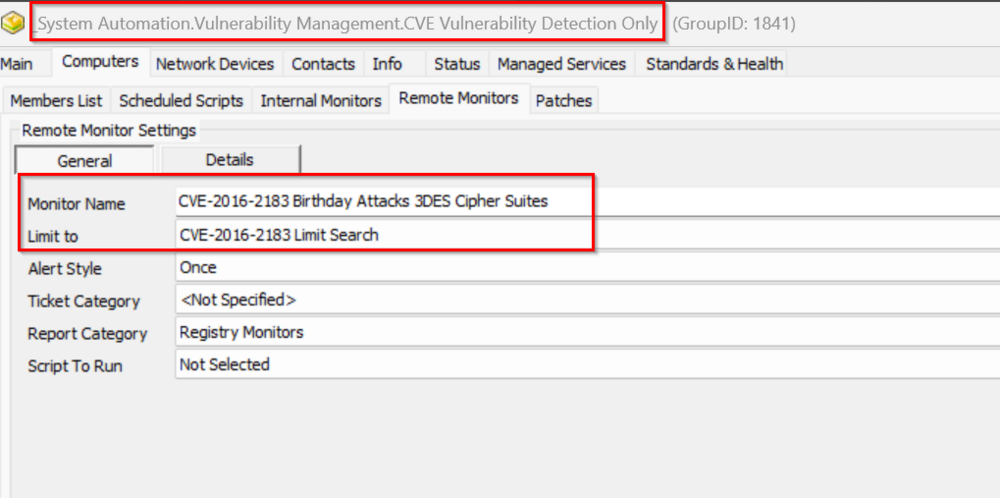 _System Automation.Vulnerability Management.CVE Vulnerability Detection Only (GroupID: 1841)
Main Computers Network Devices Contacts Info Status Managed Services Standards & Health
Members List Scheduled Scripts Internal Monitors Remote Monitors Patches
Remote Monitor Settings
General Details
Monitor Name CVE-2016-2183 Birthday Attacks 3DES Cipher Suites
Limit to CVE-2016-2183 Limit Search
Alert Style Once
Ticket Category <Not Specified>
Report Category Registry Monitors
Script To Run Not Selected